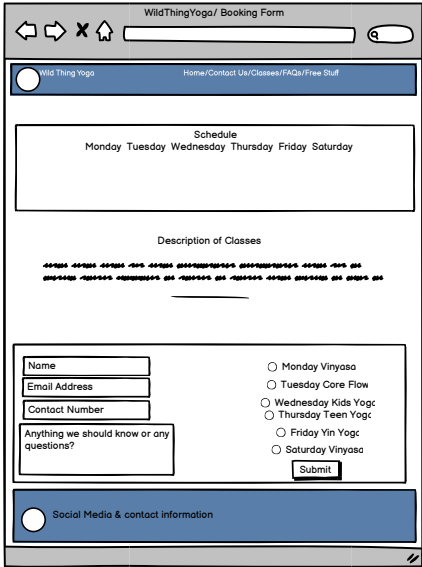 WildThingYoga/ Booking Form
Wild Thing Yoga
Home/Contact Us/Classes/FAQs/Free Stuff
Schedule
Monday Tuesday Wednesday Thursday Friday Saturday
Description of Classes
Name
Email Address
Contact Number
Anything we should know or any
questions?
Monday Vinyasa
Tuesday Core Flow
Wednesday Kids Yoga
Thursday Teen Yoga
Friday Yin Yoga
Saturday Vinyasa
Submit
Social Media & contact information